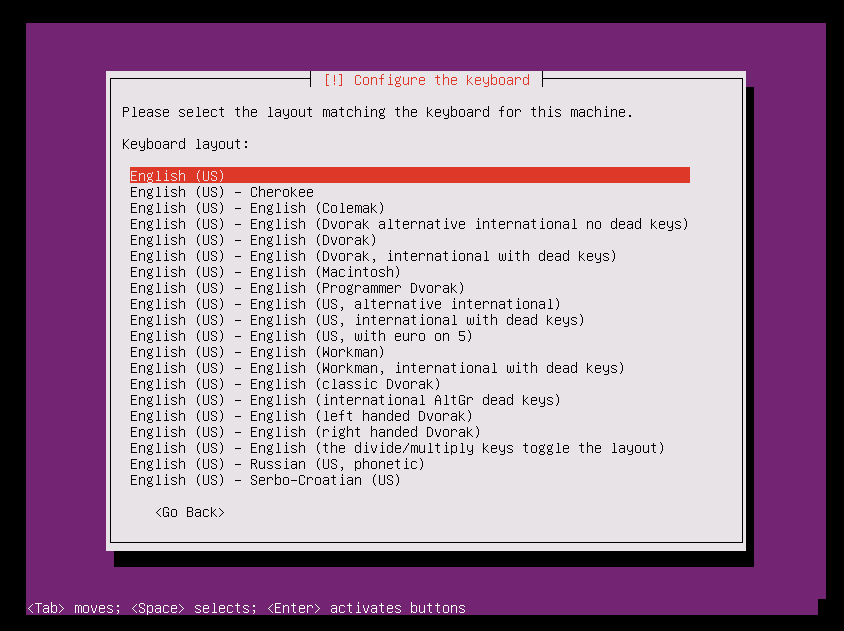 [!] Configure the keyboard
Please select the layout matching the keyboard for this machine.
Keyboard layout:
English (US)
English (US) - Cherokee
English (US) - English (Colemak)
English (US) - English (Dvorak alternative international no dead keys)
English (US) - English (Dvorak)
English (US) - English (Dvorak, international with dead keys)
English (US) - English (Macintosh)
English (US) - English (Programmer Dvorak)
English (US) - English (US, alternative international)
English (US) - English (US, international with dead keys)
English (US) - English (US, with euro on 5)
English (US) - English (Workman)
English (US) - English (Workman, international with dead keys)
English (US) - English (classic Dvorak)
English (US) - English (international AltGr dead keys)
English (US) - English (left handed Dvorak)
English (US) - English (right handed Dvorak)
English (US) - English (the divide/multiply keys toggle the layout)
English (US) - Russian (US, phonetic)
English (US) - Serbo-Croatian (US)
<Go Back>
<Tab> moves; <Space> selects; <Enter> activates buttons